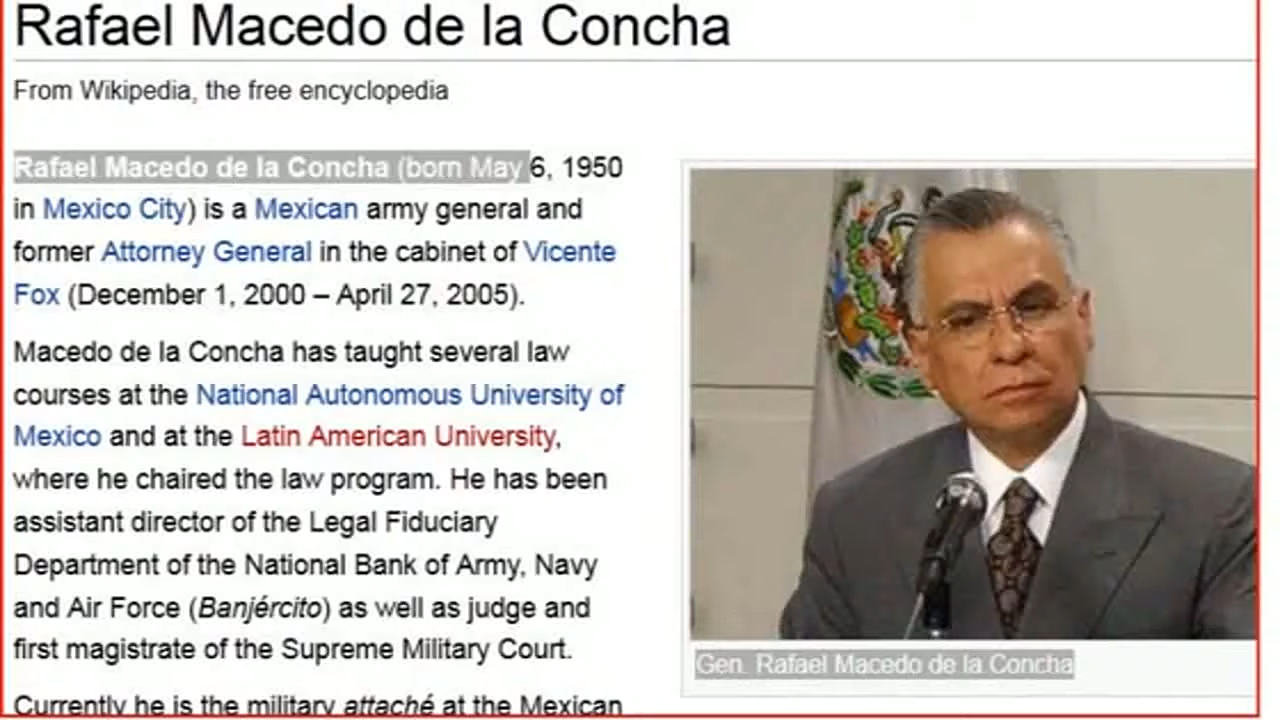 Rafael Macedo de la Concha
From Wikipedia, the free encyclopedia
Rafael Macedo de la Concha (born May 6, 1950
in Mexico City) is a Mexican army general and
former Attorney General in the cabinet of Vicente
Fox (December 1, 2000 – April 27, 2005).
Macedo de la Concha has taught several law
courses at the National Autonomous University of
Mexico and at the Latin American University,
where he chaired the law program. He has been
assistant director of the Legal Fiduciary
Department of the National Bank of Army, Navy
and Air Force (Banjército) as well as judge and
first magistrate of the Supreme Military Court.
Currently he is the military attaché at the Mexican
Gen. Rafael Macedo de la Concha